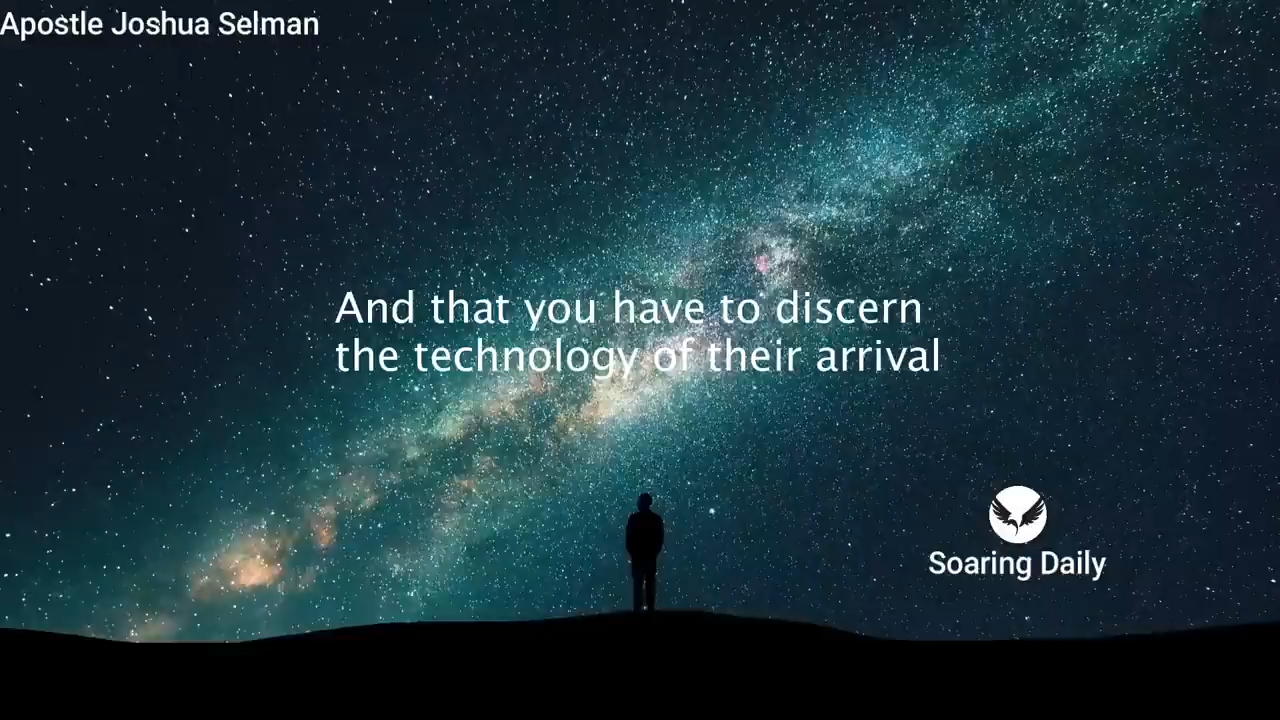 Apostle Joshua Selman
And that you have to discern
the technology of their arrival
Soaring Daily